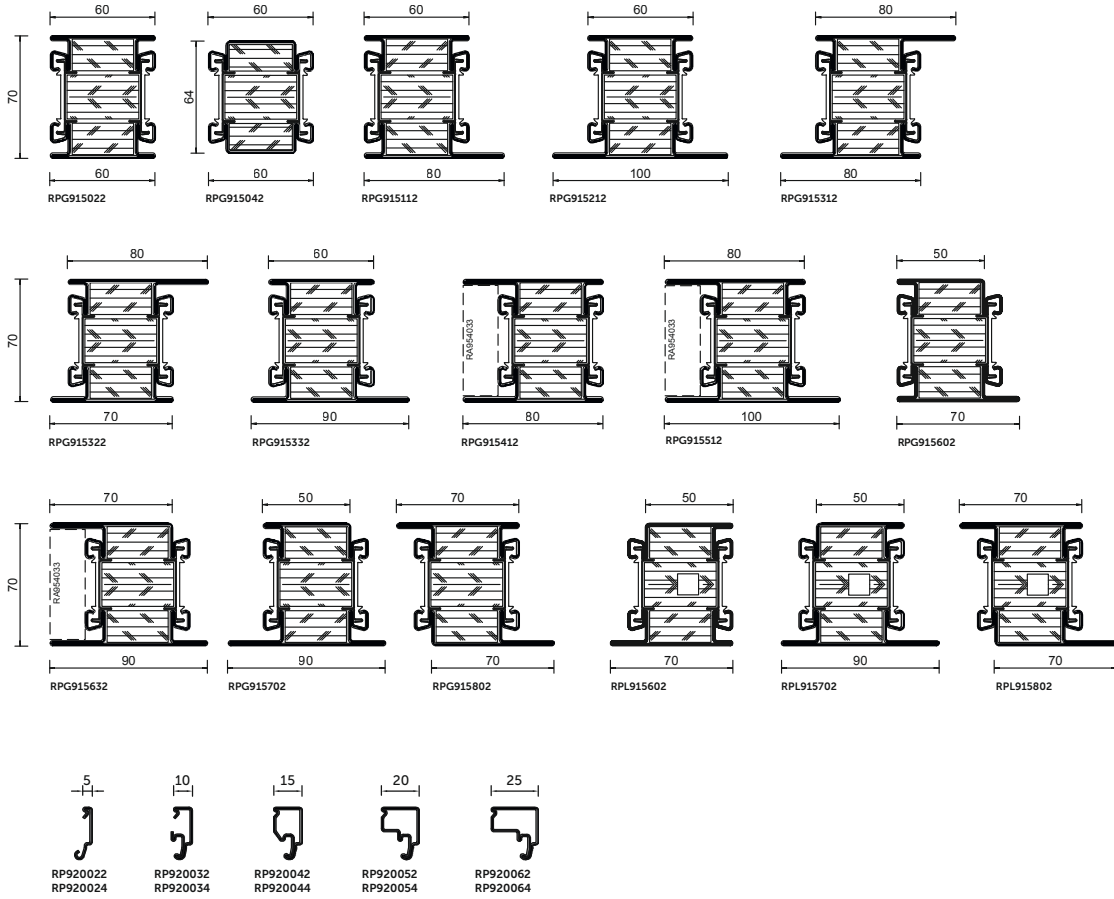 60 60 60 60 80
70
64
60 60 80 100 80
RPG915022 RPG915042 RPG915112 RPG915212 RPG915312
80 60 80 80 50
70
RA954033 RA954033
70 90 80 100 70
RPG915322 RPG915332 RPG915412 RPG915512 RPG915602
70 50 70 50 50 70
70
RA954033
90 90 70 70 90 70
RPG915632 RPG915702 RPG915802 RPL915602 RPL915702 RPL915802
5 10 15 20 25
RP920022 RP920032 RP920042 RP920052 RP920062
RP920024 RP920034 RP920044 RP920054 RP920064